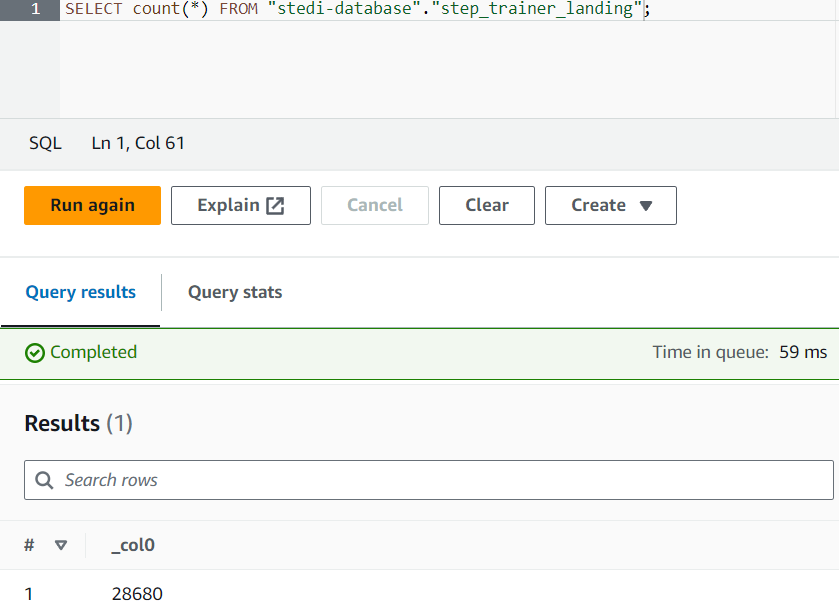 1 SELECT count(*) FROM "stedi-database"."step_trainer_landing";
SQL Ln 1, Col 61
Run again Explain Cancel Clear Create
Query results Query stats
Completed Time in queue: 59 ms
Results (1)
Search rows
# _col0
1 28680